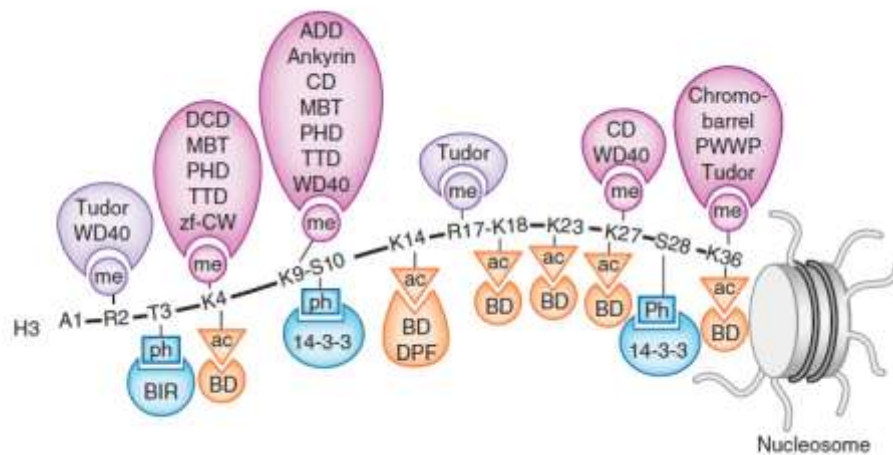 ADD
Ankyrin
CD
MBT
PHD
TTD
WD40
me
DCD
MBT
PHD
TTD
zf-CW
me
Tudor
WD40
me
Tudor
me
CD
WD40
me
Chromo-
barrel
PWWP
Tudor
me
H3 A1 R2 T3 K4 K9-S10 K14 R17-K18 K23 K27 S28 K36
ph
BIR
ac
BD
ph
14-3-3
ac
BD
DPF
ac
BD
ac
BD
ac
BD
Ph
14-3-3
ac
BD
Nucleosome